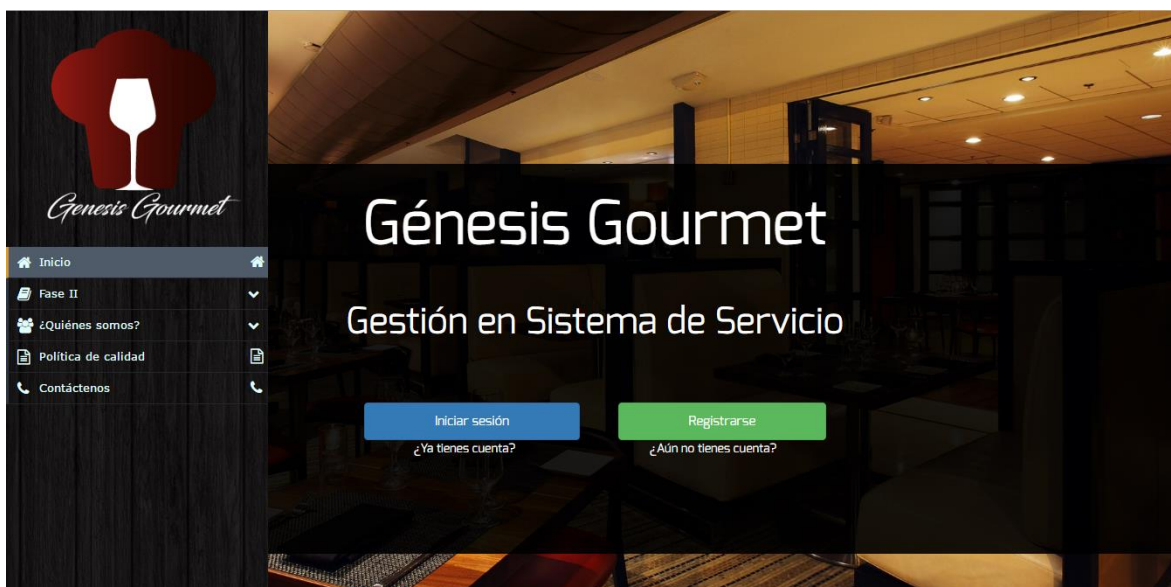 Genesis Gourmet
Inicio
Fase II
¿Quiénes somos?
Política de calidad
Contáctenos
Génesis Gourmet
Gestión en Sistema de Servicio
Iniciar sesión
¿Ya tienes cuenta?
Registrarse
¿Aún no tienes cuenta?